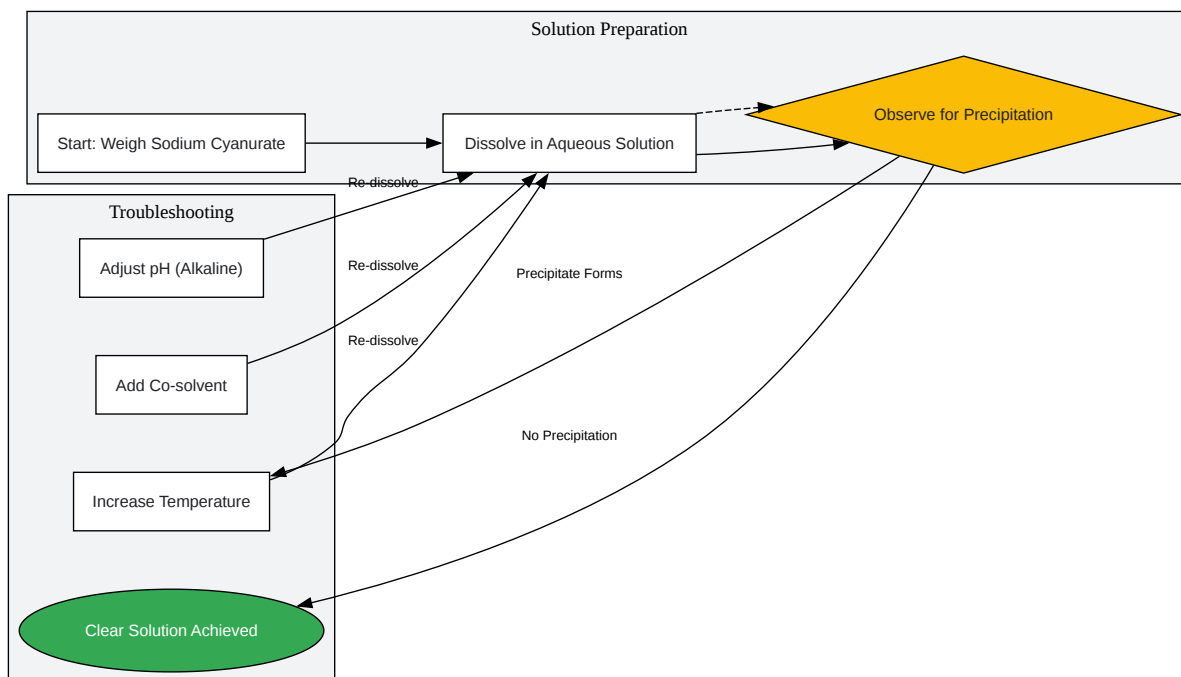 Solution Preparation
Start: Weigh Sodium Cyanurate
Dissolve in Aqueous Solution
Observe for Precipitation
Troubleshooting
Re-dissolve
Adjust pH (Alkaline)
Re-dissolve
Precipitate Forms
Re-dissolve
Add Co-solvent
No Precipitation
Increase Temperature
Clear Solution Achieved